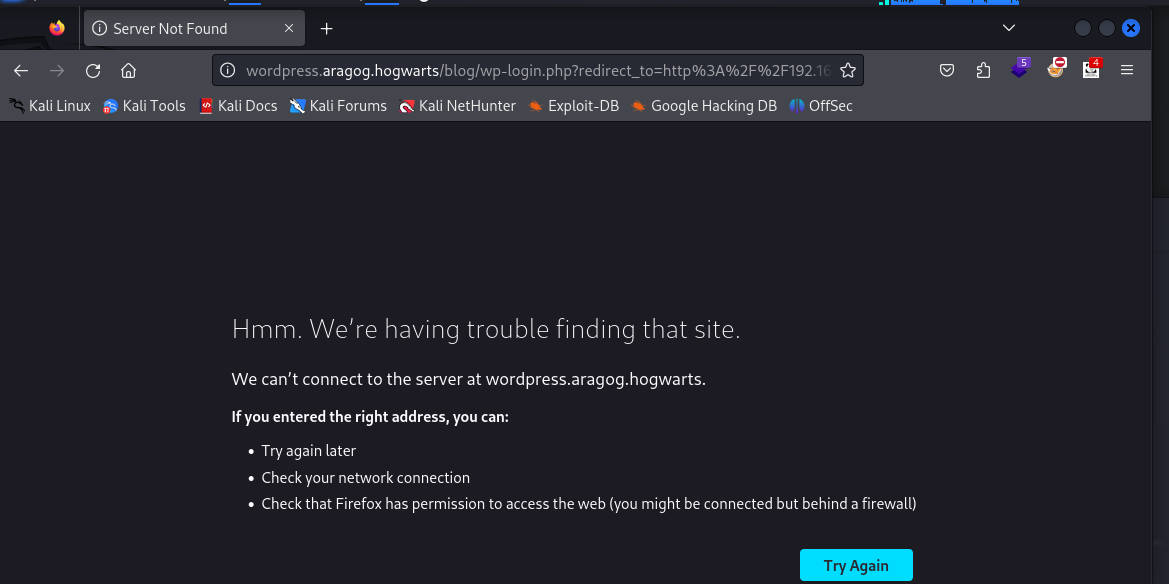 Server Not Found
wordpress.aragog.hogwarts/blog/wp-login.php?redirect_to=http%3A%2F%2F192.16
5
4
Kali Linux Kali Tools Kali Docs Kali Forums Kali NetHunter Exploit-DB Google Hacking DB OffSec
Hmm. We're having trouble finding that site.
We can't connect to the server at wordpress.aragog.hogwarts.
If you entered the right address, you can:
• Try again later
• Check your network connection
• Check that Firefox has permission to access the web (you might be connected but behind a firewall)
Try Again